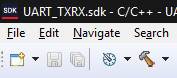 SDK UART_TXRX.sdk - C/C++ - UA
File Edit Navigate Search